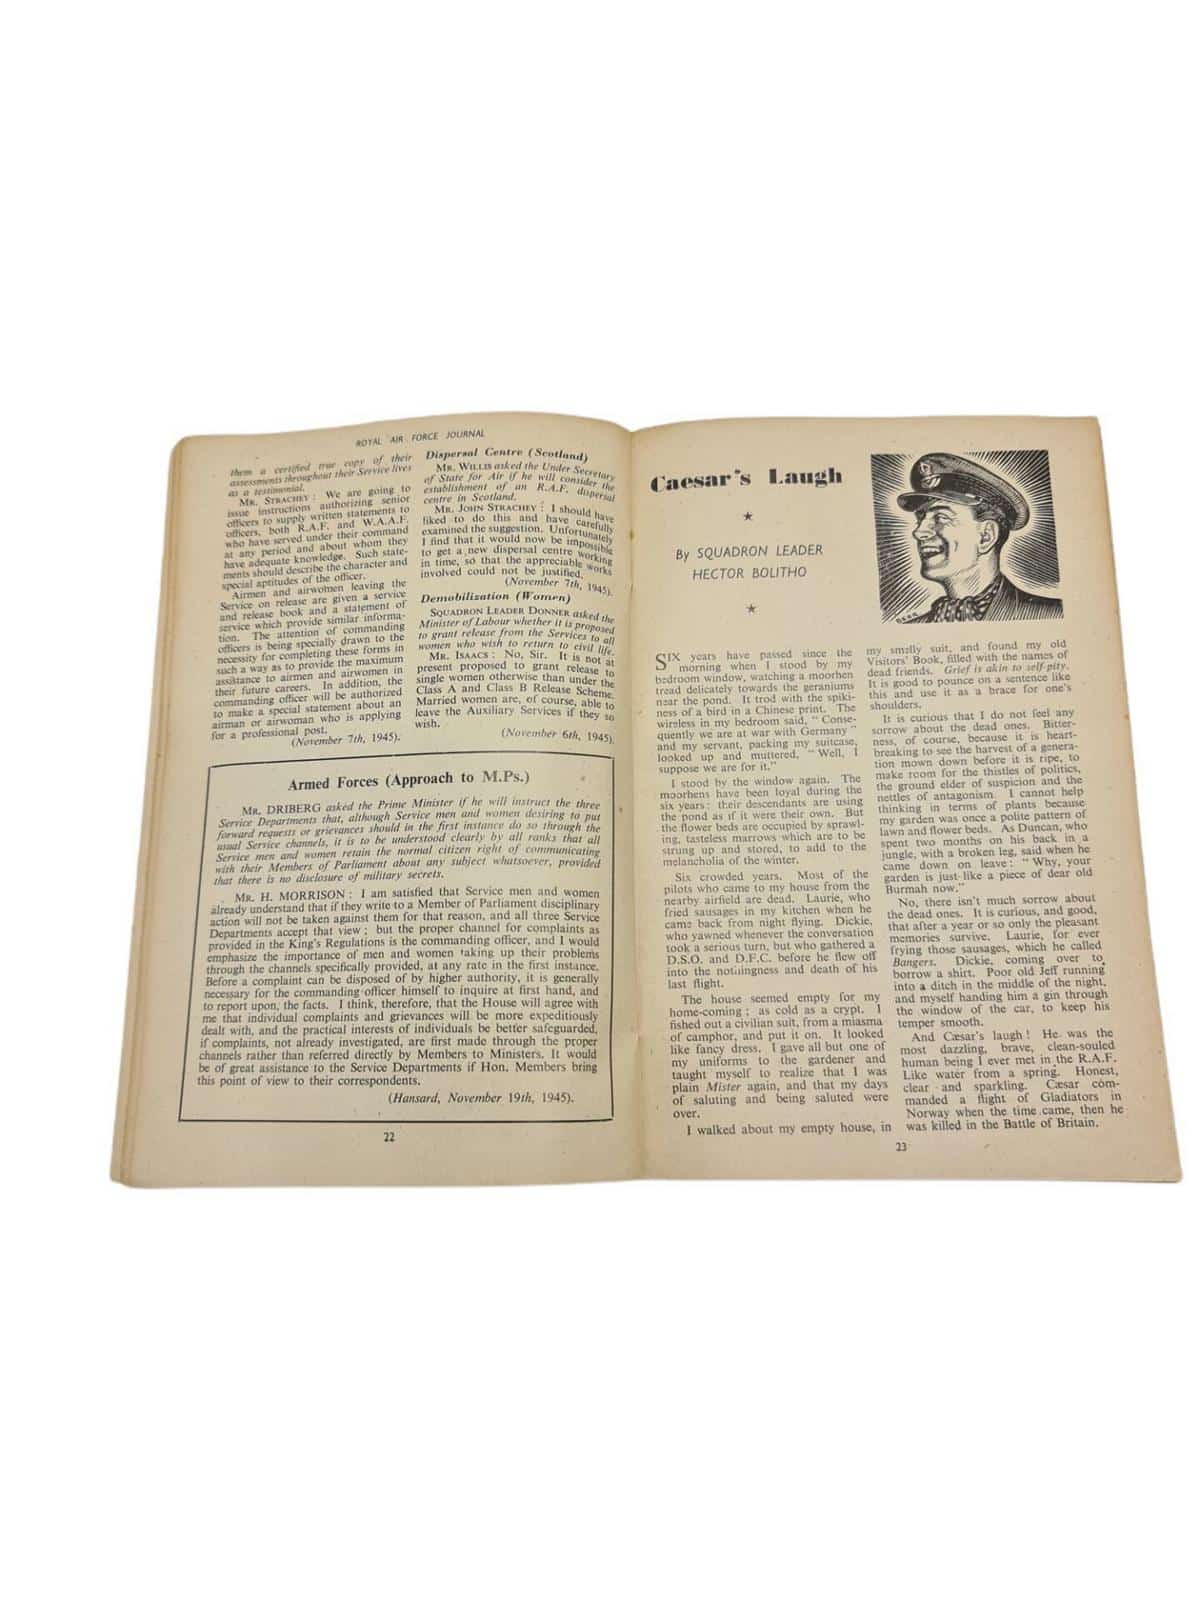 ROYAL AIR FORCE JOURNAL
them a certified true copy of their
assessments throughout their Service lives
as a testimonial.
MR. STRACHEY: We are going to
issue instructions authorizing senior
officers to supply written statements to
officers, both R.A.F. and W.A.A.F.
who have served under their command
at any period and about whom they
have adequate knowledge. Such state-
ments should describe the character and
special aptitudes of the officer.
Airmen and airwomen leaving the
Service on release are given a service
and release book and a statement of
service which provide similar informa-
tion. The attention of commanding
officers is being specially drawn to the
necessity for completing these forms in
such a way as to provide the maximum
assistance to airmen and airwomen in
their future careers. In addition, the
commanding officer will be authorized
to make a special statement about an
airman or airwoman who is applying
for a professional post.
(November 7th, 1945).
Dispersal Centre (Scotland)
MR. WILLIS asked the Under Secretary
of State for Air if he will consider the
establishment of an R.A.F. dispersal
centre in Scotland.
MR. JOHN STRACHEY: I should have
liked to do this and have carefully
examined the suggestion. Unfortunately
I find that it would now be impossible
to get a new dispersal centre working
in time, so that the appreciable works
involved could not be justified.
(November 7th, 1945).
Demobilization (Women)
SQUADRON LEADER DONNER asked the
Minister of Labour whether it is proposed
to grant release from the Services to all
women who wish to return to civil life.
MR. ISAACS: No, Sir. It is not at
present proposed to grant release to
single women otherwise than under the
Class A and Class B Release Scheme.
Married women are, of course, able to
leave the Auxiliary Services if they so
wish.
(November 6th, 1945).
Armed Forces (Approach to M.Ps.)
MR. DRIBERG asked the Prime Minister if he will instruct the three
Service Departments that, although Service men and women desiring to put
forward requests or grievances should in the first instance do so through the
usual Service channels, it is to be understood clearly by all ranks that all
Service men and women retain the normal citizen right of communicating
with their Members of Parliament about any subject whatsoever, provided
that there is no disclosure of military secrets.
MR. H. MORRISON: I am satisfied that Service men and women
already understand that if they write to a Member of Parliament disciplinary
action will not be taken against them for that reason, and all three Service
Departments accept that view; but the proper channel for complaints as
provided in the King's Regulations is the commanding officer, and I would
emphasize the importance of men and women taking up their problems
through the channels specifically provided, at any rate in the first instance.
Before a complaint can be disposed of by higher authority, it is generally
necessary for the commanding officer himself to inquire at first hand, and
to report upon, the facts. I think, therefore, that the House will agree with
me that individual complaints and grievances will be more expeditiously
dealt with, and the practical interests of individuals be better safeguarded,
if complaints, not already investigated, are first made through the proper
channels rather than referred directly by Members to Ministers. It would
be of great assistance to the Service Departments if Hon. Members bring
this point of view to their correspondents.
(Hansard, November 19th, 1945).
22
Caesar's Laugh
By SQUADRON LEADER
HECTOR BOLITHO
SIX years have passed since the
morning when I stood by my
bedroom window, watching a moorhen
tread delicately towards the geraniums
near the pond. It trod with the spiki-
ness of a bird in a Chinese print. The
wireless in my bedroom said, "Conse-
quently we are at war with Germany"
and my servant, packing my suitcase,
looked up and muttered, "Well, I
suppose we are for it."
I stood by the window again. The
moorhens have been loyal during the
six years: their descendants are using
the pond as if it were their own. But
the flower beds are occupied by sprawl-
ing, tasteless marrows which are to be
strung up and stored, to add to the
melancholia of the winter.
Six crowded years. Most of the
pilots who came to my house from the
nearby airfield are dead. Laurie, who
fried sausages in my kitchen when he
came back from night flying. Dickie,
who yawned whenever the conversation
took a serious turn, but who gathered a
D.S.O. and D.F.C. before he flew off
into the nothingness and death of his
last flight.
The house seemed empty for my
home-coming: as cold as a crypt. I
fished out a civilian suit, from a miasma
of camphor, and put it on. It looked
like fancy dress. I gave all but one of
my uniforms to the gardener and
taught myself to realize that I was
plain Mister again, and that my days
of saluting and being saluted were
over.
I walked about my empty house, in
my smelly suit, and found my old
Visitors' Book, filled with the names of
dead friends. Grief is akin to self-pity.
It is good to pounce on a sentence like
this and use it as a brace for one's
shoulders.
It is curious that I do not feel any
sorrow about the dead ones. Bitter-
ness, of course, because it is heart-
breaking to see the harvest of a genera-
tion mown down before it is ripe, to
make room for the thistles of politics,
the ground elder of suspicion and the
nettles of antagonism. I cannot help
thinking in terms of plants because
my garden was once a polite pattern of
lawn and flower beds. As Duncan, who
spent two months on his back in a
jungle, with a broken leg, said when he
came down on leave: "Why, your
garden is just like a piece of dear old
Burmah now."
No, there isn't much sorrow about
the dead ones. It is curious, and good,
that after a year or so only the pleasant
memories survive. Laurie, for ever
frying those sausages, which he called
Bangers. Dickie, coming over to
borrow a shirt. Poor old Jeff running
into a ditch in the middle of the night,
and myself handing him a gin through
the window of the car, to keep his
temper smooth.
And Cæsar's laugh! He was the
most dazzling, brave, clean-souled
human being I ever met in the R.A.F.
Like water from a spring. Honest,
clear and sparkling. Cæsar com-
manded a flight of Gladiators in
Norway when the time came, then he
was killed in the Battle of Britain.
23